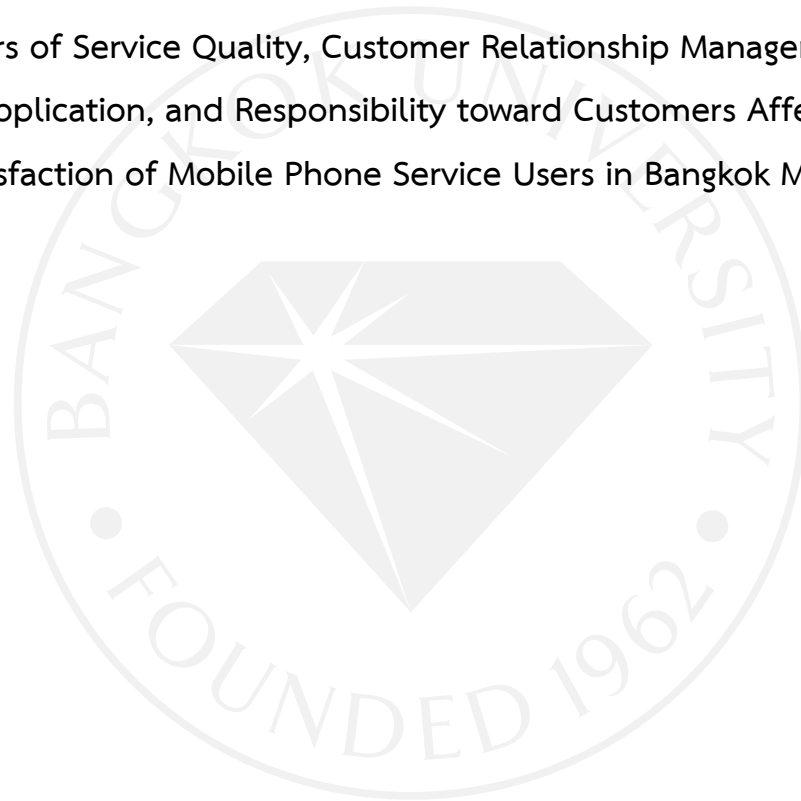 rs of Service Quality, Customer Relationship Manage
pplication, and Responsibility toward Customers Affe
sfaction of Mobile Phone Service Users in Bangkok M
BANGKOK UNIVERSITY
• FOUNDED 1962 •